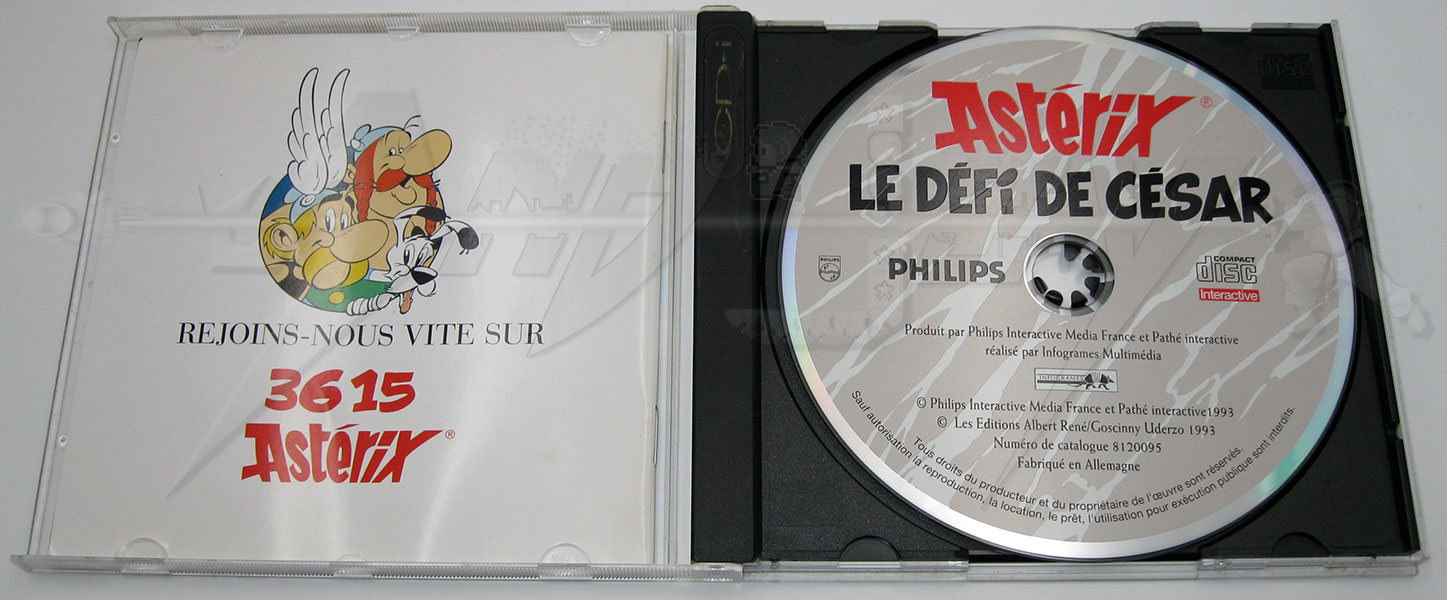 REJOINS-NOUS VITE SUR
3615
Astérix®
CD-i
Astérix®
LE DÉFi DE CÉSAR
PHILIPS
PHILIPS
COMPACT
disc
Interactive
Produit par Philips Interactive Media France et Pathé interactive
réalisé par Infogrames Multimédia
INFOGRAMES
© Philips Interactive Media France et Pathé interactive1993
© Les Editions Albert René/Goscinny Uderzo 1993
Numéro de catalogue 8120095
Fabriqué en Allemagne
Tous droits du producteur et du propriétaire de l'œuvre sont réservés.
Sauf autorisation la reproduction, la location, le prêt, l'utilisation pour exécution publique sont interdits.
disc